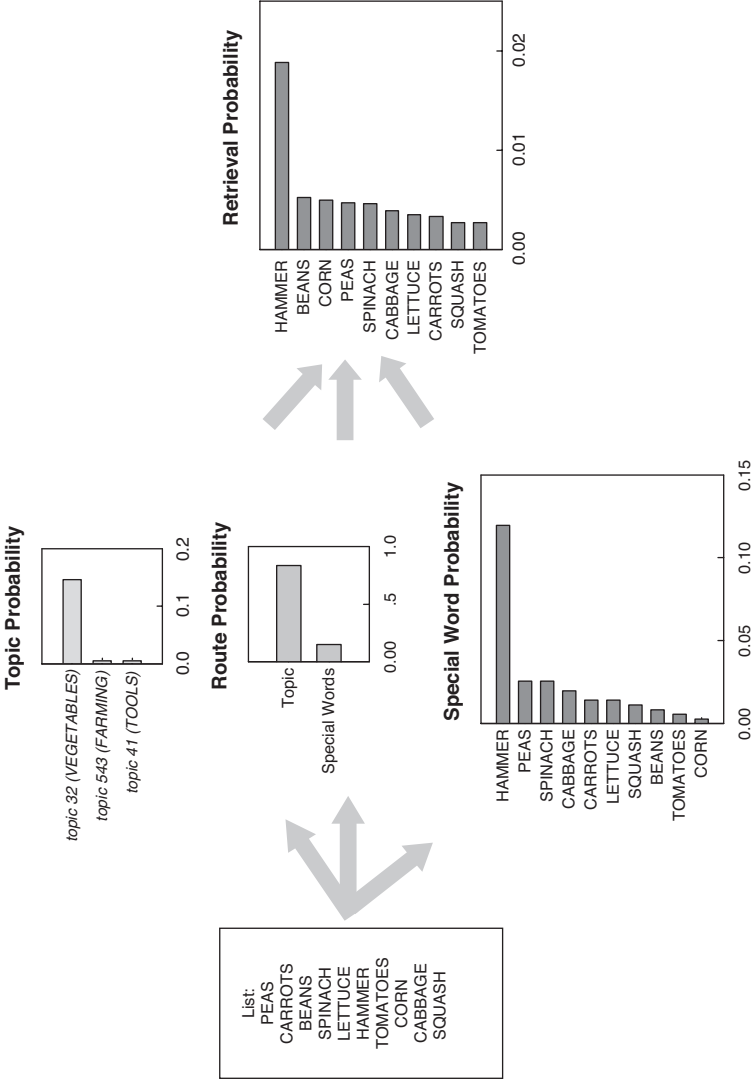 List:
PEAS
CARROTS
BEANS
SPINACH
LETTUCE
HAMMER
TOMATOES
CORN
CABBAGE
SQUASH
Topic Probability
topic 32 (VEGETABLES)
topic 543 (FARMING)
topic 41 (TOOLS)
0.0 0.1 0.2
Route Probability
Topic
Special Words
0.00 .5 1.0
Special Word Probability
HAMMER
PEAS
SPINACH
CABBAGE
CARROTS
LETTUCE
SQUASH
BEANS
TOMATOES
CORN
0.00 0.05 0.10 0.15
Retrieval Probability
HAMMER
BEANS
CORN
PEAS
SPINACH
CABBAGE
LETTUCE
CARROTS
SQUASH
TOMATOES
0.00 0.01 0.02